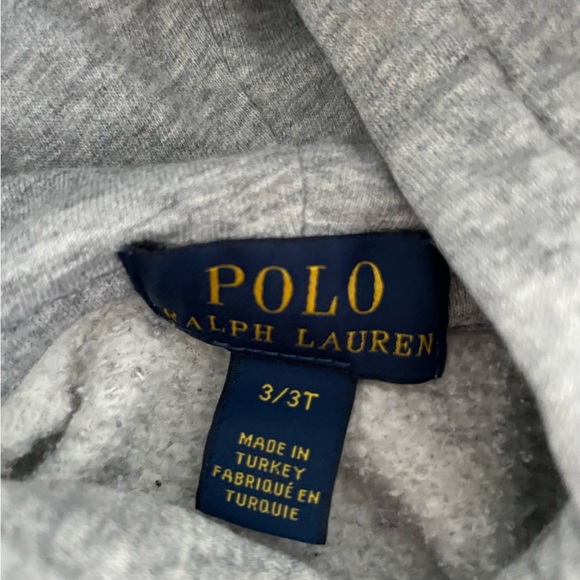 POLO
RALPH LAUREN
3/3T
MADE IN
TURKEY
FABRIQUÉ EN
TURQUIE